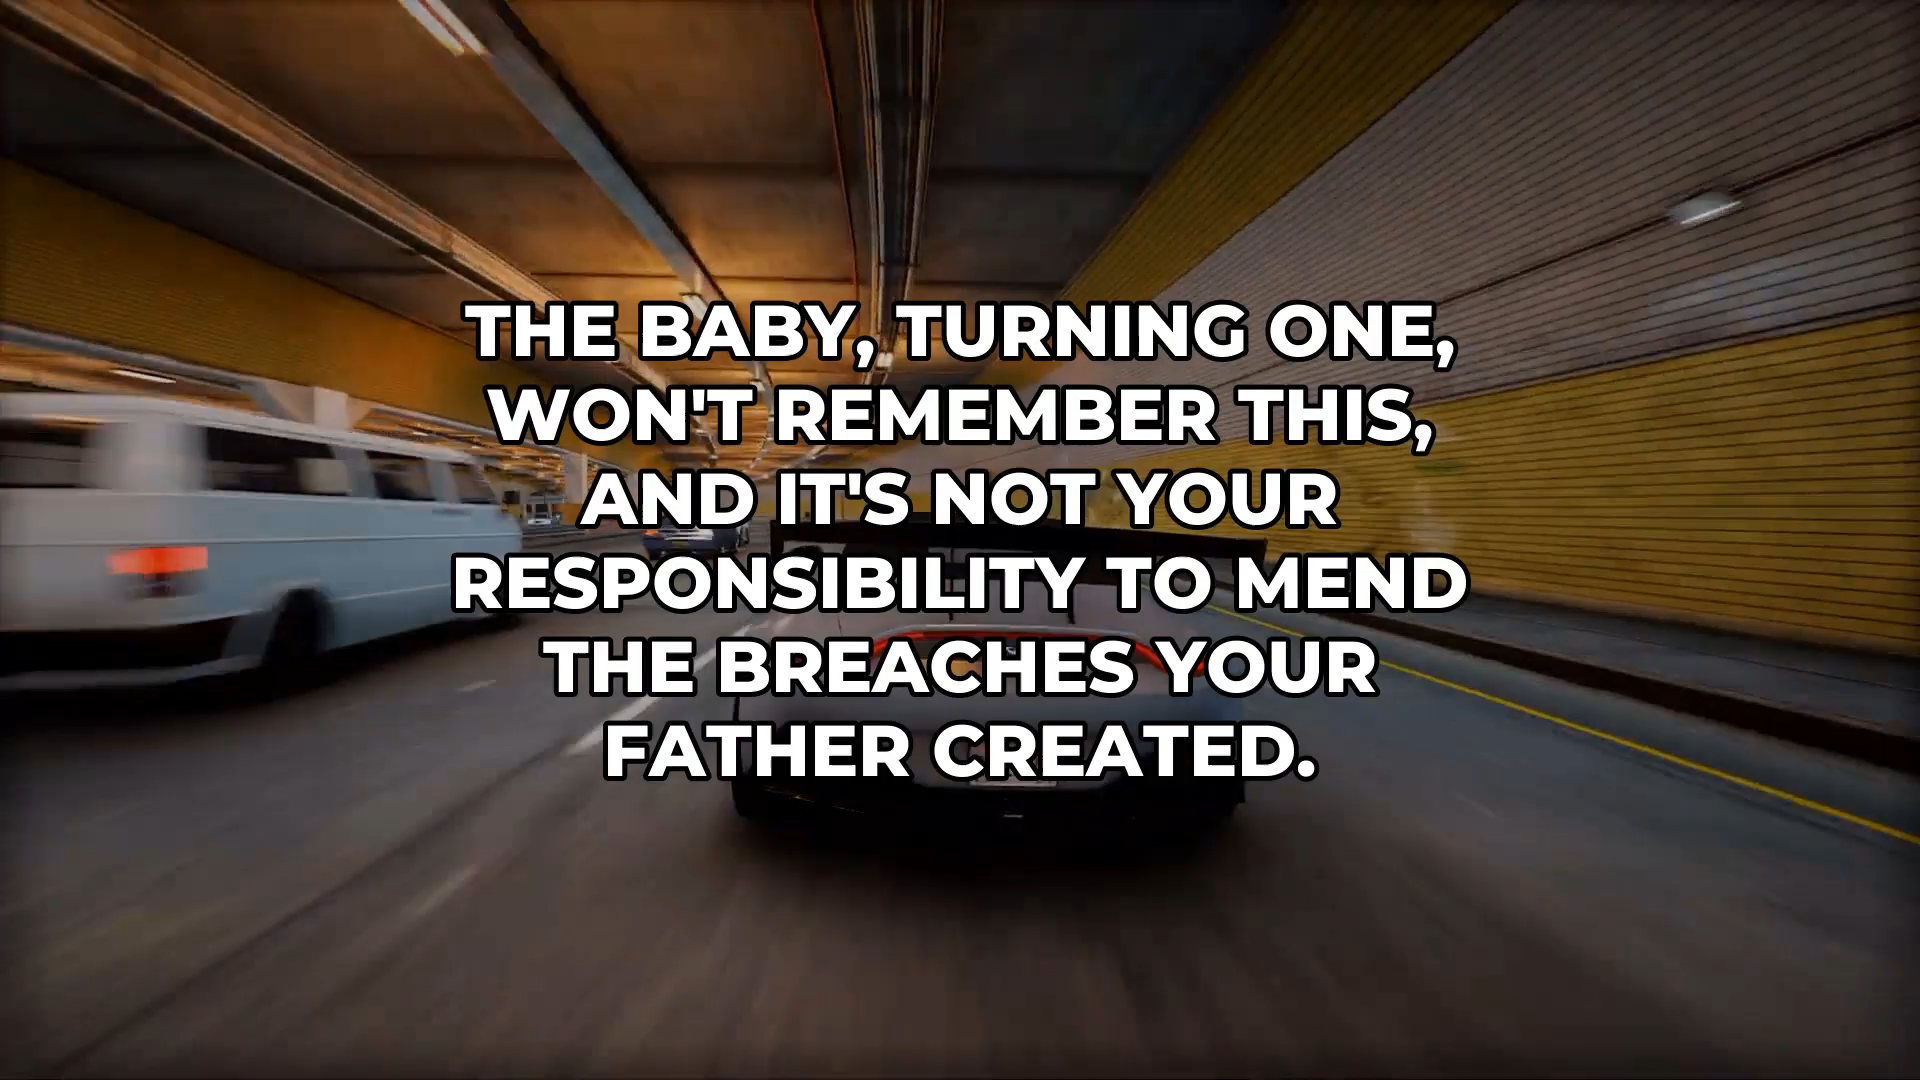 THE BABY, TURNING ONE,
WON'T REMEMBER THIS,
AND IT'S NOT YOUR
RESPONSIBILITY TO MEND
THE BREACHES YOUR
FATHER CREATED.